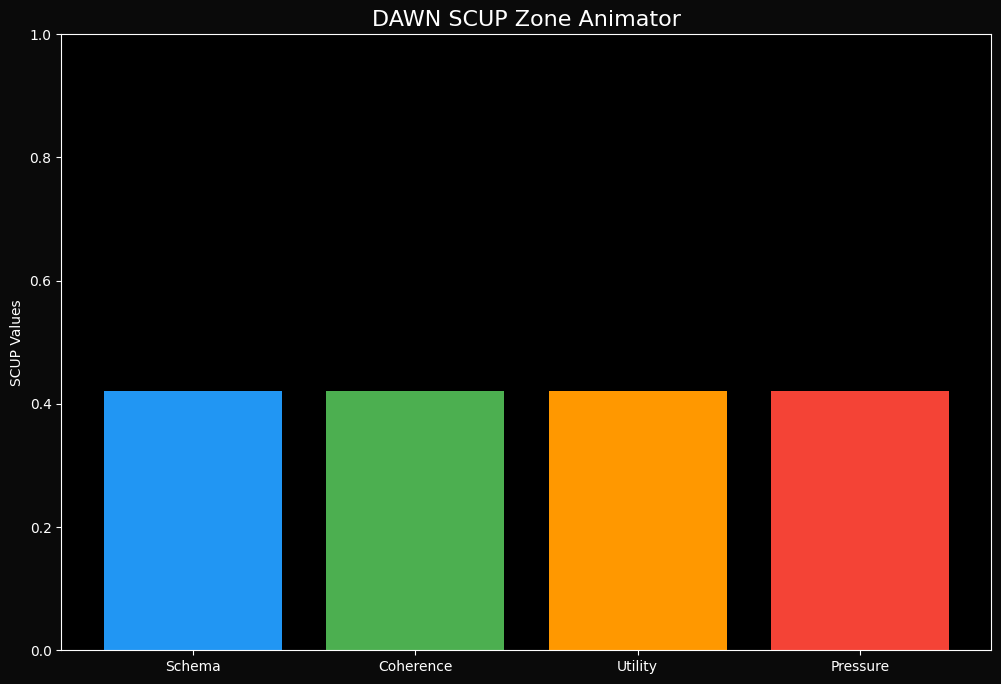 DAWN SCUP Zone Animator
1.0
0.8
0.6
0.4
0.2
0.0
SCUP Values
Schema
Coherence
Utility
Pressure